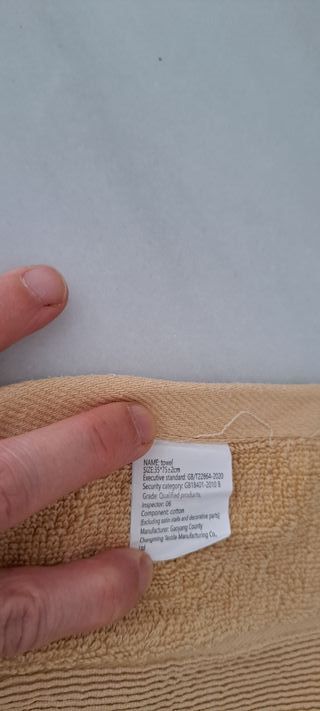 NAME: towel
SIZE:35*75±2cm
Executive standard: GB/T22864-2020
Security category: GB18401-2010 B
Grade: Qualified products
Inspector: 06
Component: cotton
(Excluding satin stalls and decorative parts)
Manufacturer: Gaoyang County
Changming Textile Manufacturing Co.,
Ltd